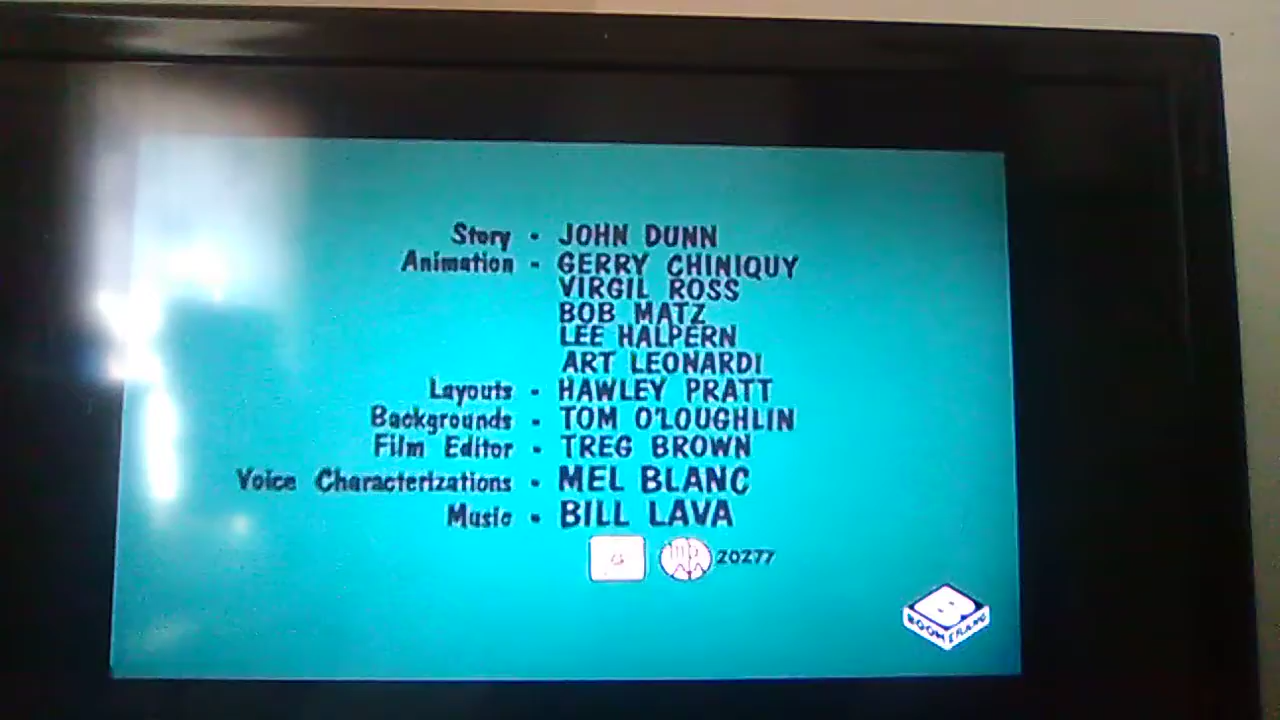 Story - JOHN DUNN
Animation - GERRY CHINIQUY
VIRGIL ROSS
BOB MATZ
LEE HALPERN
ART LEONARDI
Layouts - HAWLEY PRATT
Backgrounds - TOM O'LOUGHLIN
Film Editor - TREG BROWN
Voice Characterizations - MEL BLANC
Music - BILL LAVA
20277
BOOMERANG